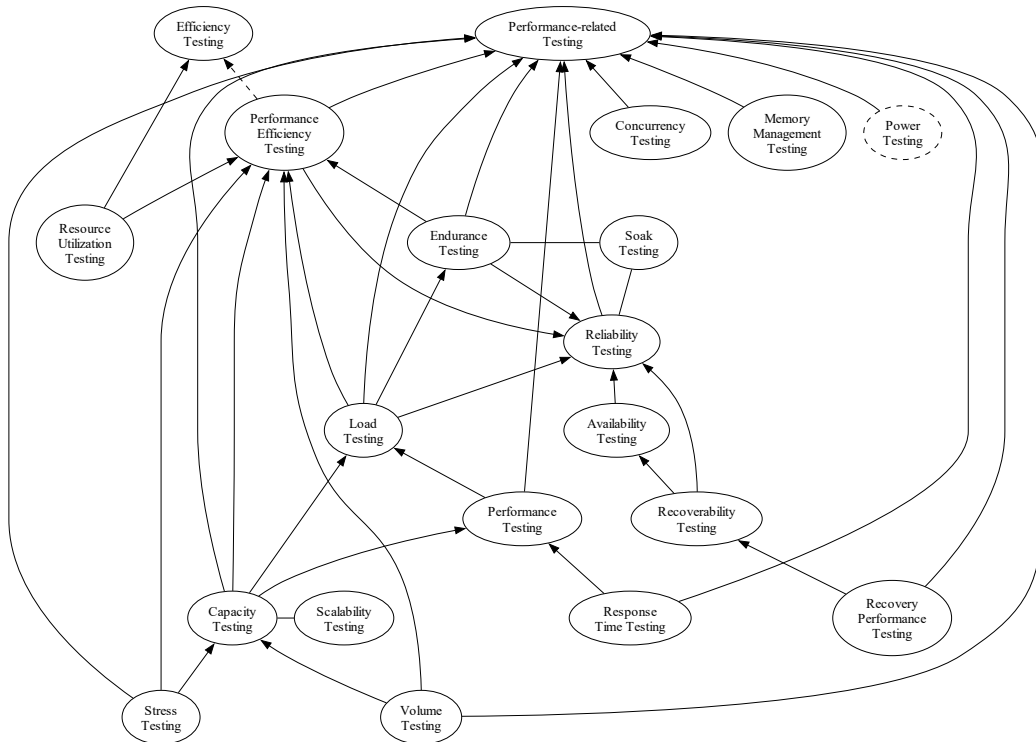 Efficiency
Testing
Performance-related
Testing
Performance
Efficiency
Testing
Concurrency
Testing
Memory
Management
Testing
Power
Testing
Resource
Utilization
Testing
Endurance
Testing
Soak
Testing
Reliability
Testing
Load
Testing
Availability
Testing
Performance
Testing
Recoverability
Testing
Capacity
Testing
Scalability
Testing
Response
Time Testing
Recovery
Performance
Testing
Stress
Testing
Volume
Testing